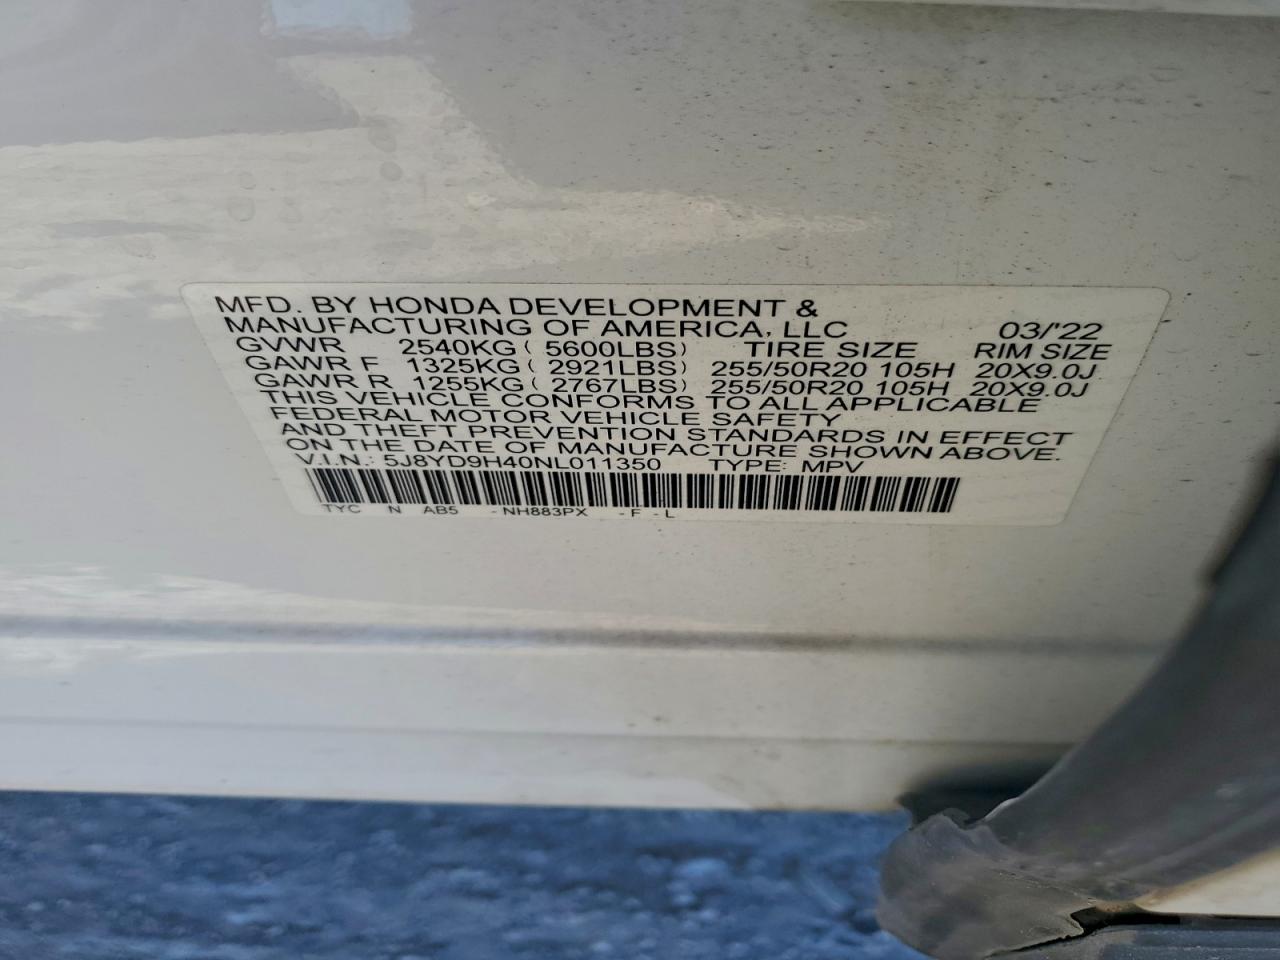 MFD. BY HONDA DEVELOPMENT &
MANUFACTURING OF AMERICA, LLC 03/'22
GVWR 2540KG ( 5600LBS) TIRE SIZE RIM SIZE
GAWR F 1325KG ( 2921LBS) 255/50R20 105H 20X9.0J
GAWR R 1255KG ( 2767LBS) 255/50R20 105H 20X9.0J
THIS VEHICLE CONFORMS TO ALL APPLICABLE
FEDERAL MOTOR VEHICLE SAFETY
AND THEFT PREVENTION STANDARDS IN EFFECT
ON THE DATE OF MANUFACTURE SHOWN ABOVE.
V.I.N.: 5J8YD9H40NL011350 TYPE: MPV
TYC N AB5 - NH883PX - F - L